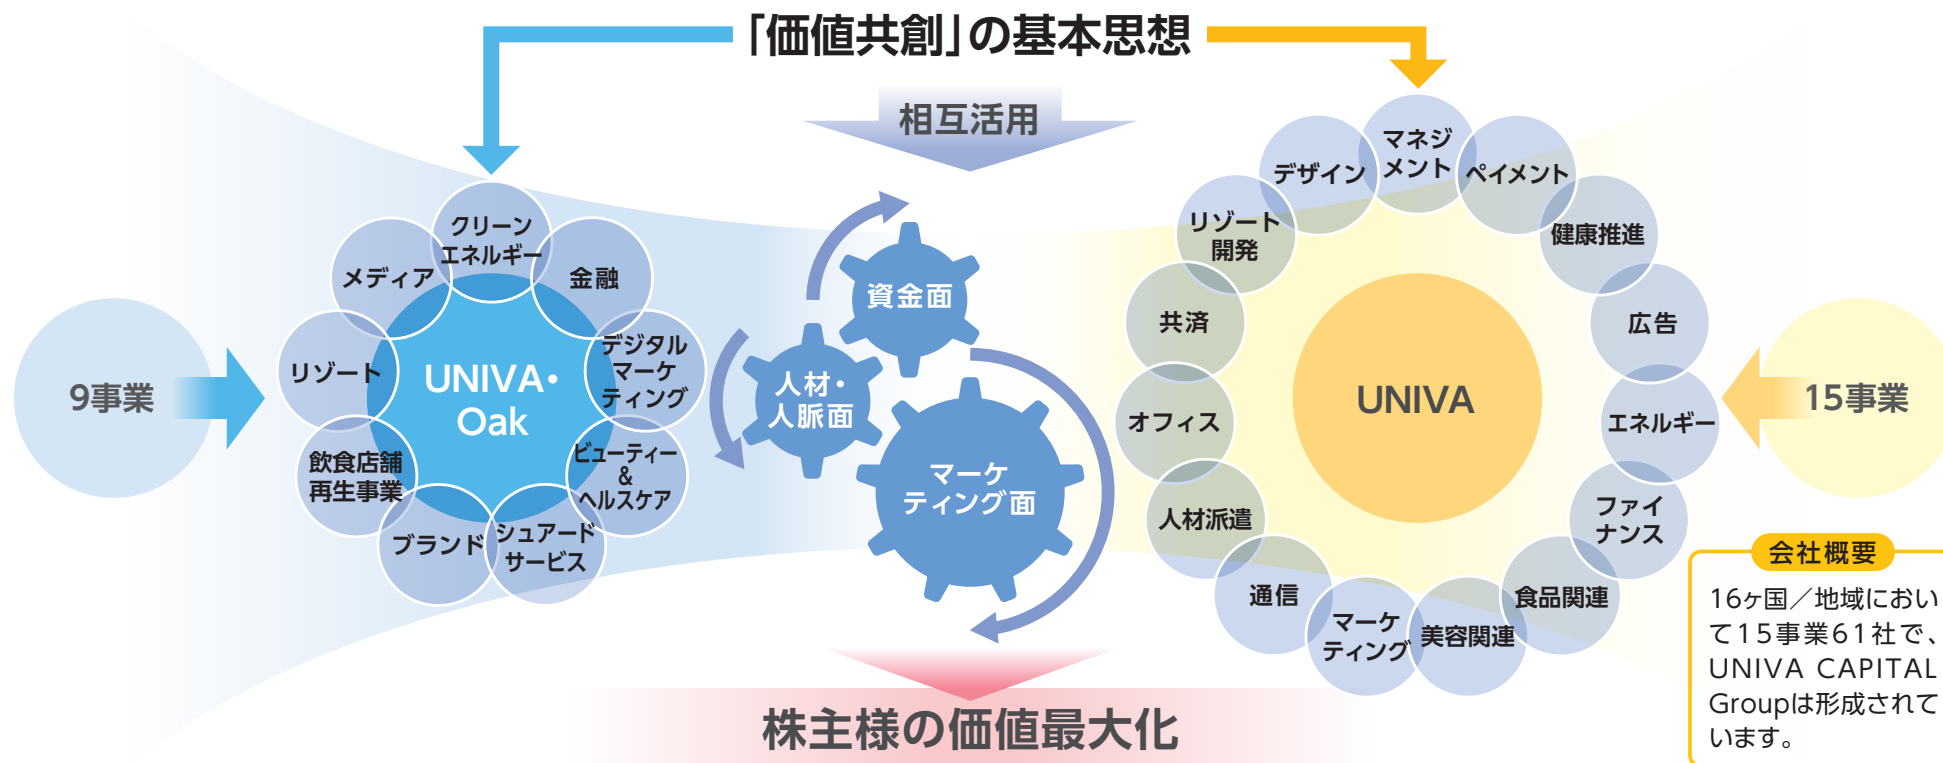 「価値共創」の基本思想
相互活用
9事業
UNIVA・
Oak
クリーン
エネルギー
金融
デジタル
マーケ
ティング
ビューティー
&
ヘルスケア
シュアード
サービス
ブランド
飲食店舗
再生事業
リゾート
メディア
資金面
人材・
人脈面
マーケ
ティング面
UNIVA
マネジ
メント
ペイメント
健康推進
広告
エネルギー
ファイ
ナンス
食品関連
美容関連
マーケ
ティング
通信
人材派遣
オフィス
共済
リゾート
開発
デザイン
15事業
会社概要
16ヶ国／地域におい
て15事業61社で、
UNIVA CAPITAL
Groupは形成されて
います。
株主様の価値最大化